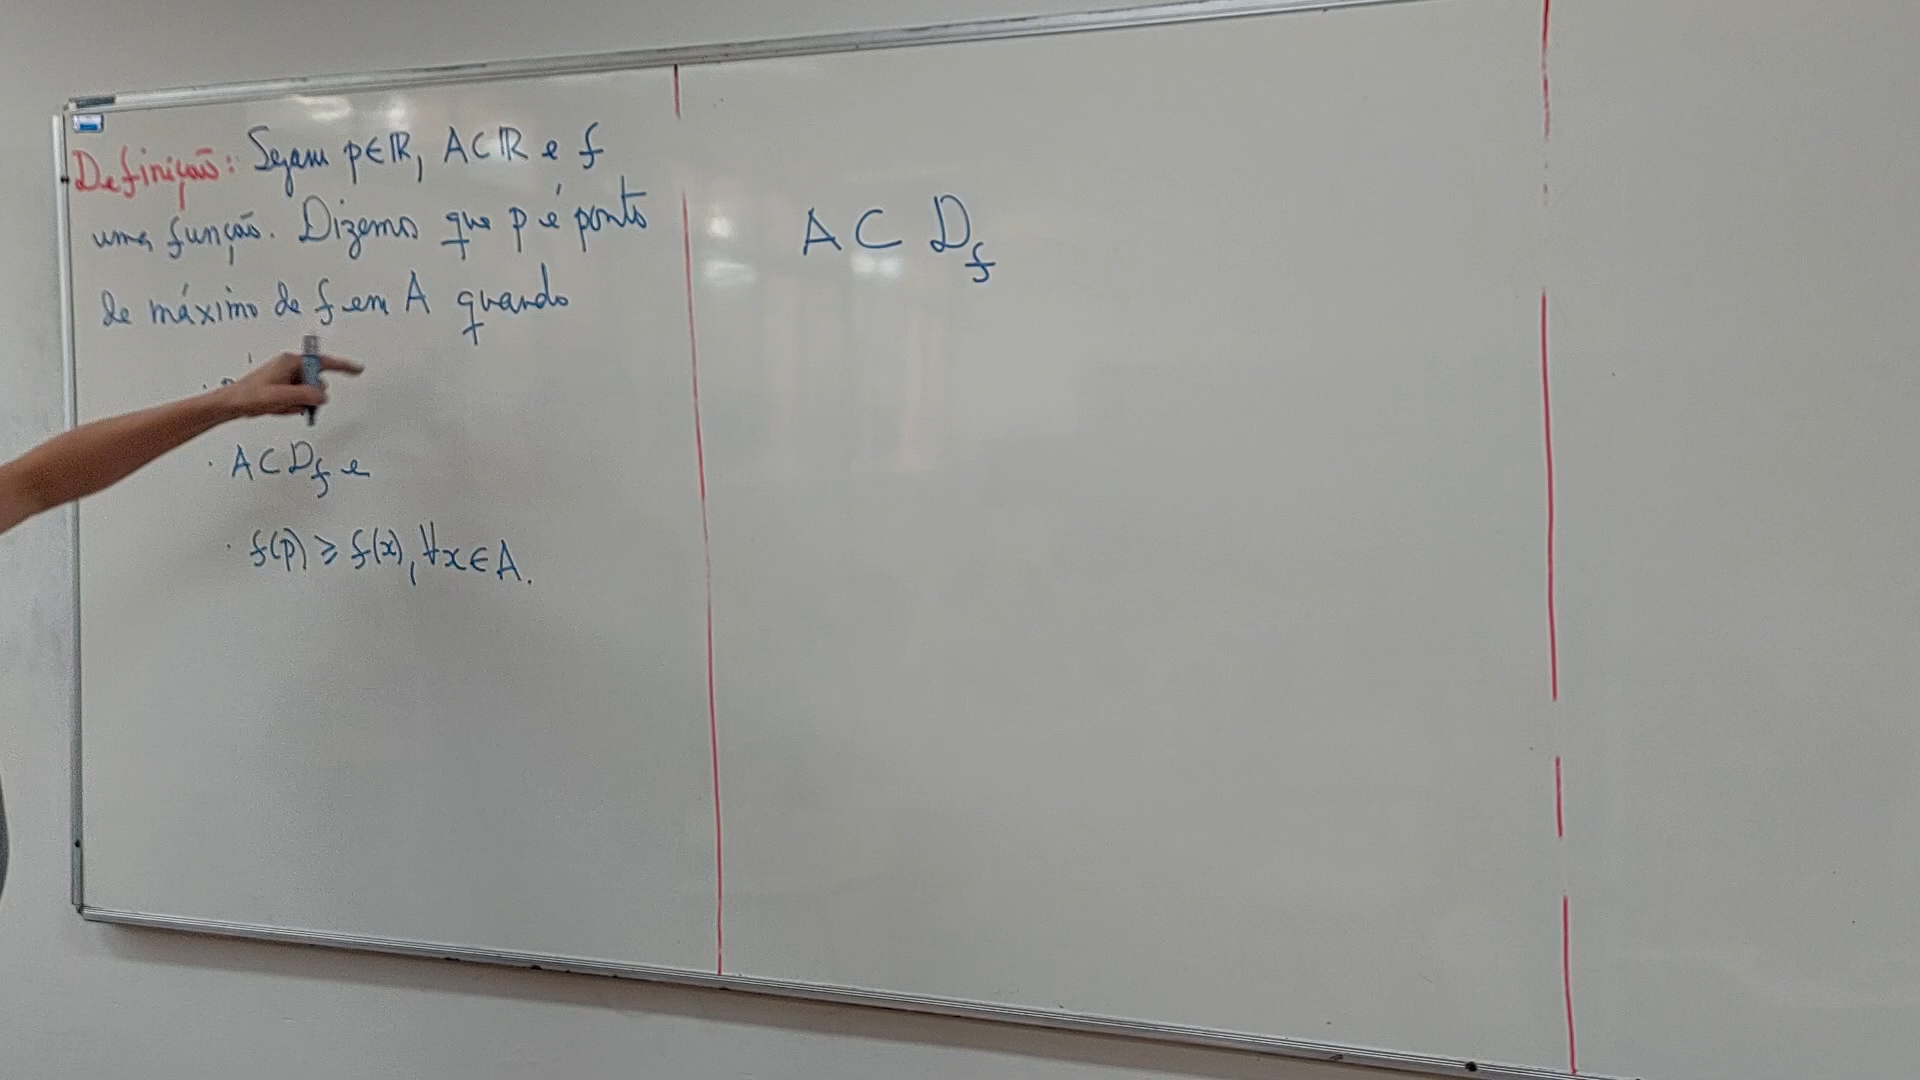 Definição: Sejam p∈ℝ, A⊂ℝ e f
uma função. Dizemos que p é ponto
de máximo de f em A quando
· A⊂D_f e
· f(p) ≥ f(x), ∀x∈A.
A ⊂ D_f